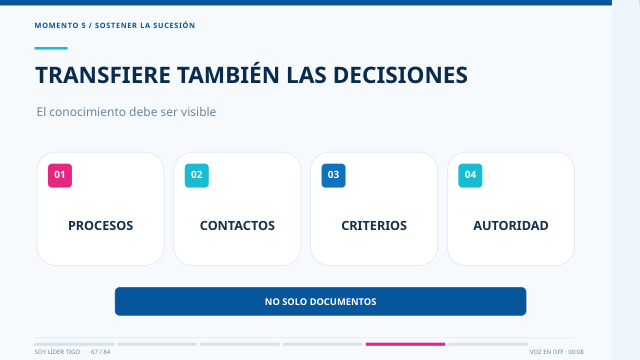 MOMENTO 5 / SOSTENER LA SUCESIÓN
TRANSFIERE TAMBIÉN LAS DECISIONES
El conocimiento debe ser visible
01
PROCESOS
02
CONTACTOS
03
CRITERIOS
04
AUTORIDAD
NO SOLO DOCUMENTOS
SOY LÍDER TIGO · 67 / 84
VOZ EN OFF · 00:08